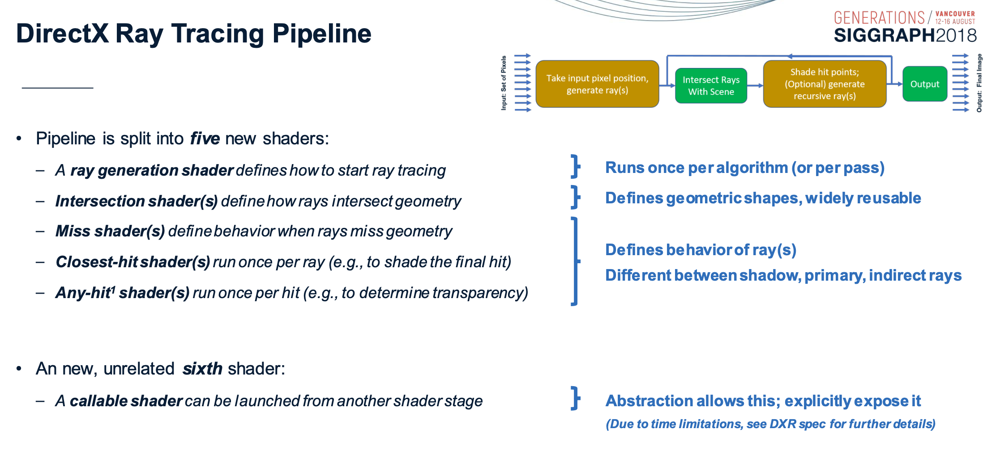 DirectX Ray Tracing Pipeline
GENERATIONS / VANCOUVER
12-16 AUGUST
SIGGRAPH2018
Input: Set of Pixels
Take input pixel position,
generate ray(s)
Intersect Rays
With Scene
Shade hit points;
(Optional) generate
recursive ray(s)
Output
Output: Final Image
• Pipeline is split into five new shaders:
– A ray generation shader defines how to start ray tracing
Runs once per algorithm (or per pass)
– Intersection shader(s) define how rays intersect geometry
Defines geometric shapes, widely reusable
– Miss shader(s) define behavior when rays miss geometry
– Closest-hit shader(s) run once per ray (e.g., to shade the final hit)
– Any-hit¹ shader(s) run once per hit (e.g., to determine transparency)
Defines behavior of ray(s)
Different between shadow, primary, indirect rays
• An new, unrelated sixth shader:
– A callable shader can be launched from another shader stage
Abstraction allows this; explicitly expose it
(Due to time limitations, see DXR spec for further details)